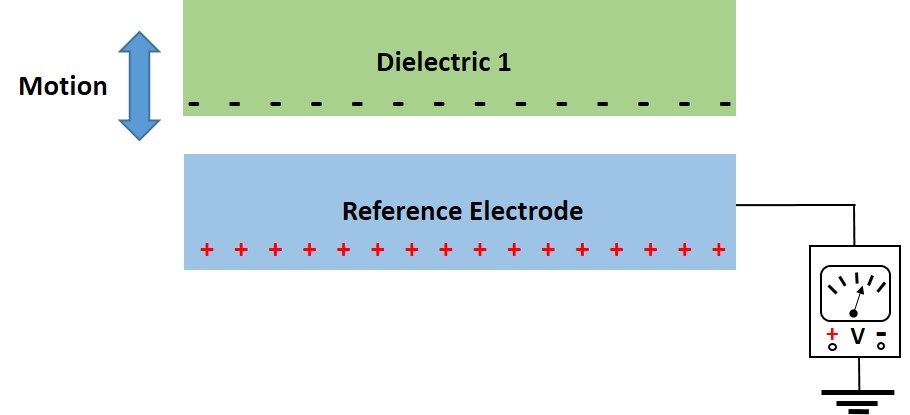 Dielectric 1
Motion
- - - - - - - - - - - - - -
Reference Electrode
+ + + + + + + + + + + + + + + +
+ V -